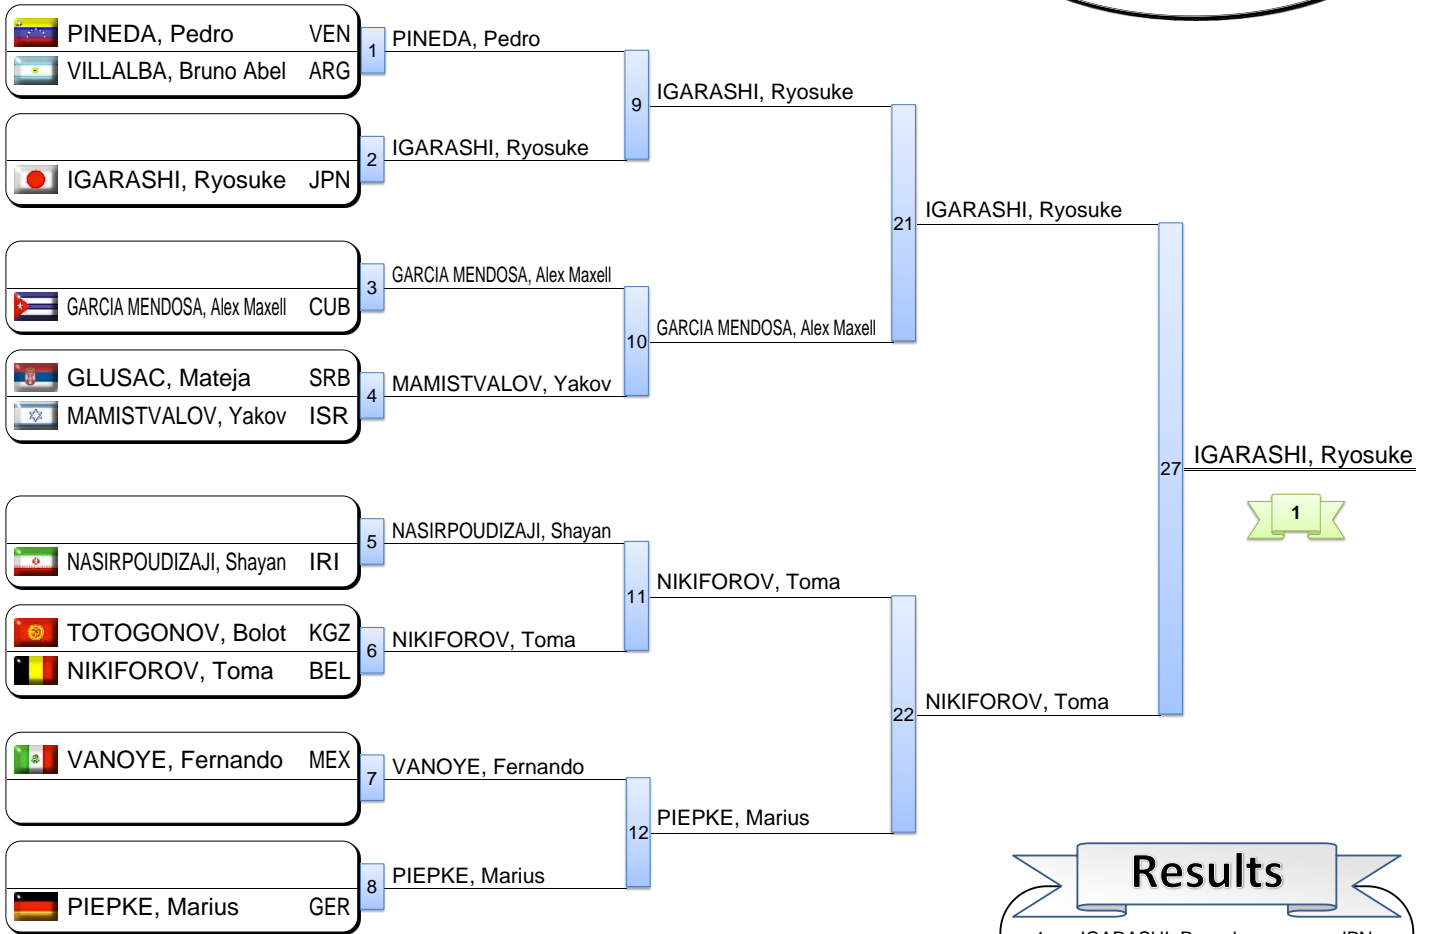 PINEDA, Pedro VEN
VILLALBA, Bruno Abel ARG
1
PINEDA, Pedro
IGARASHI, Ryosuke JPN
2
IGARASHI, Ryosuke
9
IGARASHI, Ryosuke
GARCIA MENDOSA, Alex Maxell CUB
3
GARCIA MENDOSA, Alex Maxell
GLUSAC, Mateja SRB
MAMISTVALOV, Yakov ISR
4
MAMISTVALOV, Yakov
10
GARCIA MENDOSA, Alex Maxell
21
IGARASHI, Ryosuke
NASIRPOUDIZAJI, Shayan IRI
5
NASIRPOUDIZAJI, Shayan
TOTOGONOV, Bolot KGZ
NIKIFOROV, Toma BEL
6
NIKIFOROV, Toma
11
NIKIFOROV, Toma
VANOYE, Fernando MEX
7
VANOYE, Fernando
PIEPKE, Marius GER
8
PIEPKE, Marius
12
PIEPKE, Marius
22
NIKIFOROV, Toma
27
IGARASHI, Ryosuke
1
Results